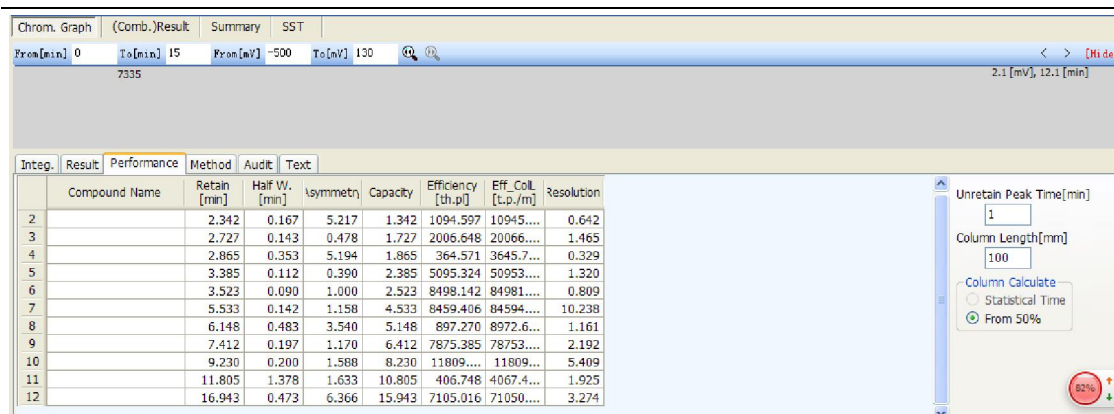 Chrom. Graph (Comb.)Result Summary SST
From[min] 0 To[min] 15 From[mV] -500 To[mV] 130 < > [Hide
7335 2.1 [mV], 12.1 [min]
Integ. Result Performance Method Audit Text
Compound Name Retain [min] Half W. [min] Asymmetry Capacity Efficiency [th.pl] Eff_Coll. [t.p./m] Resolution
2 2.342 0.167 5.217 1.342 1094.597 10945.... 0.642
3 2.727 0.143 0.478 1.727 2006.648 20066.... 1.465
4 2.865 0.353 5.194 1.865 364.571 3645.7... 0.329
5 3.385 0.112 0.390 2.385 5095.324 50953.... 1.320
6 3.523 0.090 1.000 2.523 8498.142 84981.... 0.809
7 5.533 0.142 1.158 4.533 8459.406 84594.... 10.238
8 6.148 0.483 3.540 5.148 897.270 8972.6... 1.161
9 7.412 0.197 1.170 6.412 7875.385 78753.... 2.192
10 9.230 0.200 1.588 8.230 11809.... 11809... 5.409
11 11.805 1.378 1.633 10.805 406.748 4067.4... 1.925
12 16.943 0.473 6.366 15.943 7105.016 71050.... 3.274
Unretain Peak Time[min]
1
Column Length[mm]
100
Column Calculate
Statistical Time
From 50%
82%